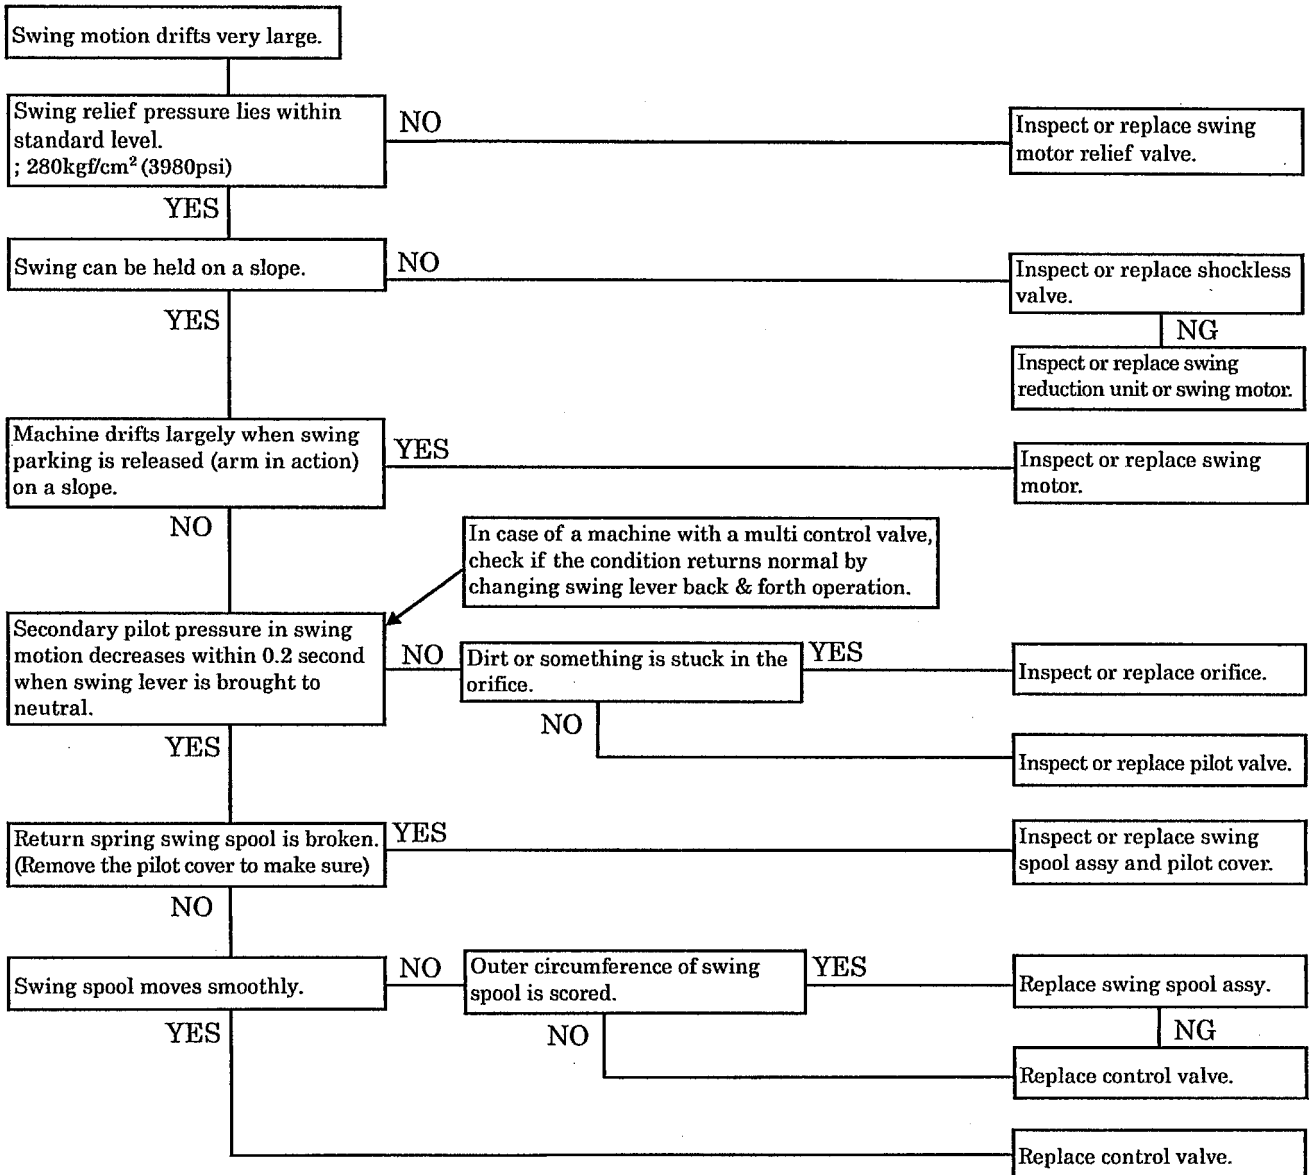 Swing motion drifts very large.
Swing relief pressure lies within
standard level.
; 280kgf/cm² (3980psi)
NO
Inspect or replace swing
motor relief valve.
YES
Swing can be held on a slope.
NO
Inspect or replace shockless
valve.
NG
Inspect or replace swing
reduction unit or swing motor.
YES
Machine drifts largely when swing
parking is released (arm in action)
on a slope.
YES
Inspect or replace swing
motor.
NO
In case of a machine with a multi control valve,
check if the condition returns normal by
changing swing lever back & forth operation.
Secondary pilot pressure in swing
motion decreases within 0.2 second
when swing lever is brought to
neutral.
NO
Dirt or something is stuck in the
orifice.
YES
Inspect or replace orifice.
NO
Inspect or replace pilot valve.
YES
Return spring swing spool is broken.
(Remove the pilot cover to make sure)
YES
Inspect or replace swing
spool assy and pilot cover.
NO
Swing spool moves smoothly.
NO
Outer circumference of swing
spool is scored.
YES
Replace swing spool assy.
NG
NO
Replace control valve.
YES
Replace control valve.